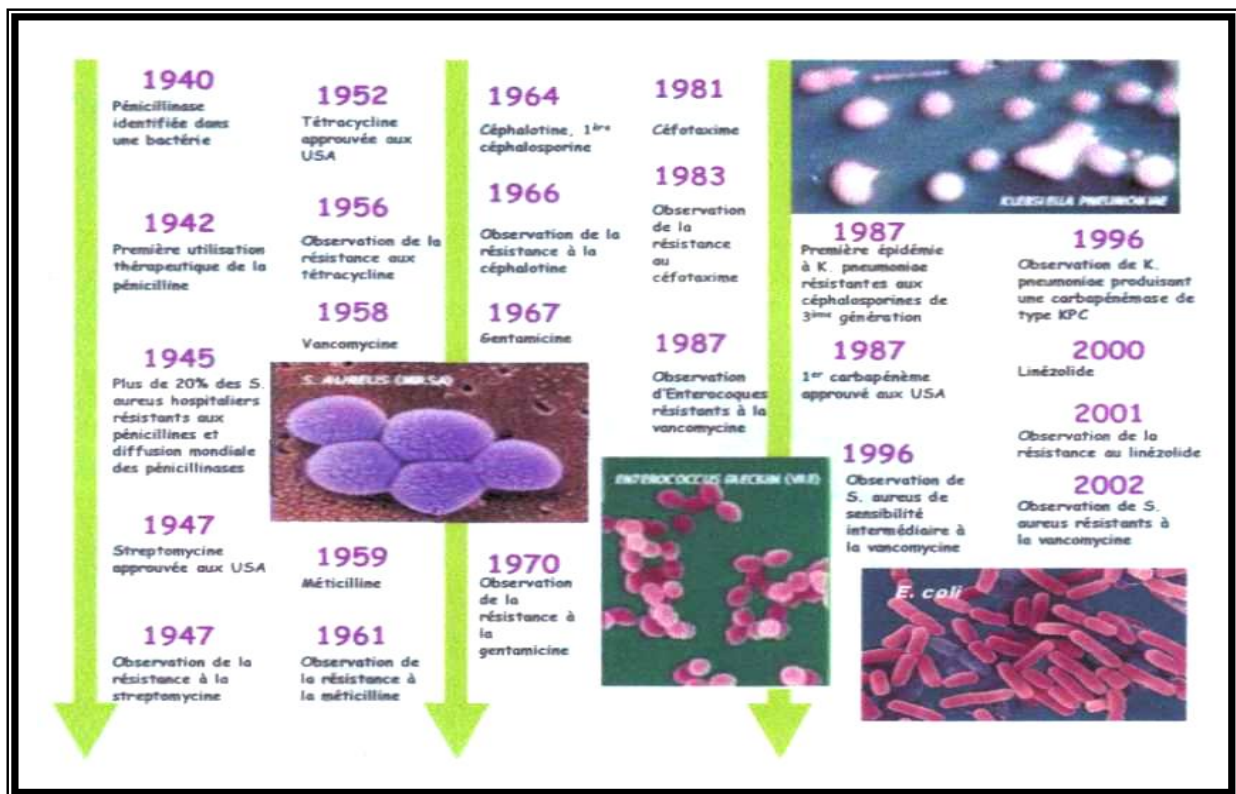 1940
Pénicillinase
identifiée dans
une bactérie
1942
Première utilisation
thérapeutique de la
pénicilline
1945
Plus de 20% des S.
aureus hospitaliers
résistants aux
pénicillines et
diffusion mondiale
des pénicillinases
1947
Streptomycine
approuvée aux USA
1947
Observation de la
résistance à la
streptomycine
1952
Tétracycline
approuvée aux
USA
1956
Observation de la
résistance aux
tétracycline
1958
Vancomycine
S. AUREUS (MRSA)
1959
Méticilline
1961
Observation de
la résistance à
la méticilline
1964
Céphalotine, 1ère
céphalosporine
1966
Observation de la
résistance à la
céphalotine
1967
Gentamicine
1970
Observation
de la
résistance à
la
gentamicine
1981
Céfotaxime
1983
Observation
de la
résistance
au
céfotaxime
1987
Observation
d'Enterocoques
résistants à la
vancomycine
ENTEROCOCCUS FAECIUM (VRE)
KLEBSIELLA PNEUMONIAE
1987
Première épidémie
à K. pneumoniae
résistantes aux
céphalosporines de
3ème génération
1987
1er carbapénème
approuvé aux USA
1996
Observation de
S. aureus de
sensibilité
intermédiaire à
la vancomycine
1996
Observation de K.
pneumoniae produisant
une carbapénémase de
type KPC
2000
Linézolide
2001
Observation de la
résistance au linézolide
2002
Observation de S.
aureus résistants à
la vancomycine
E. coli